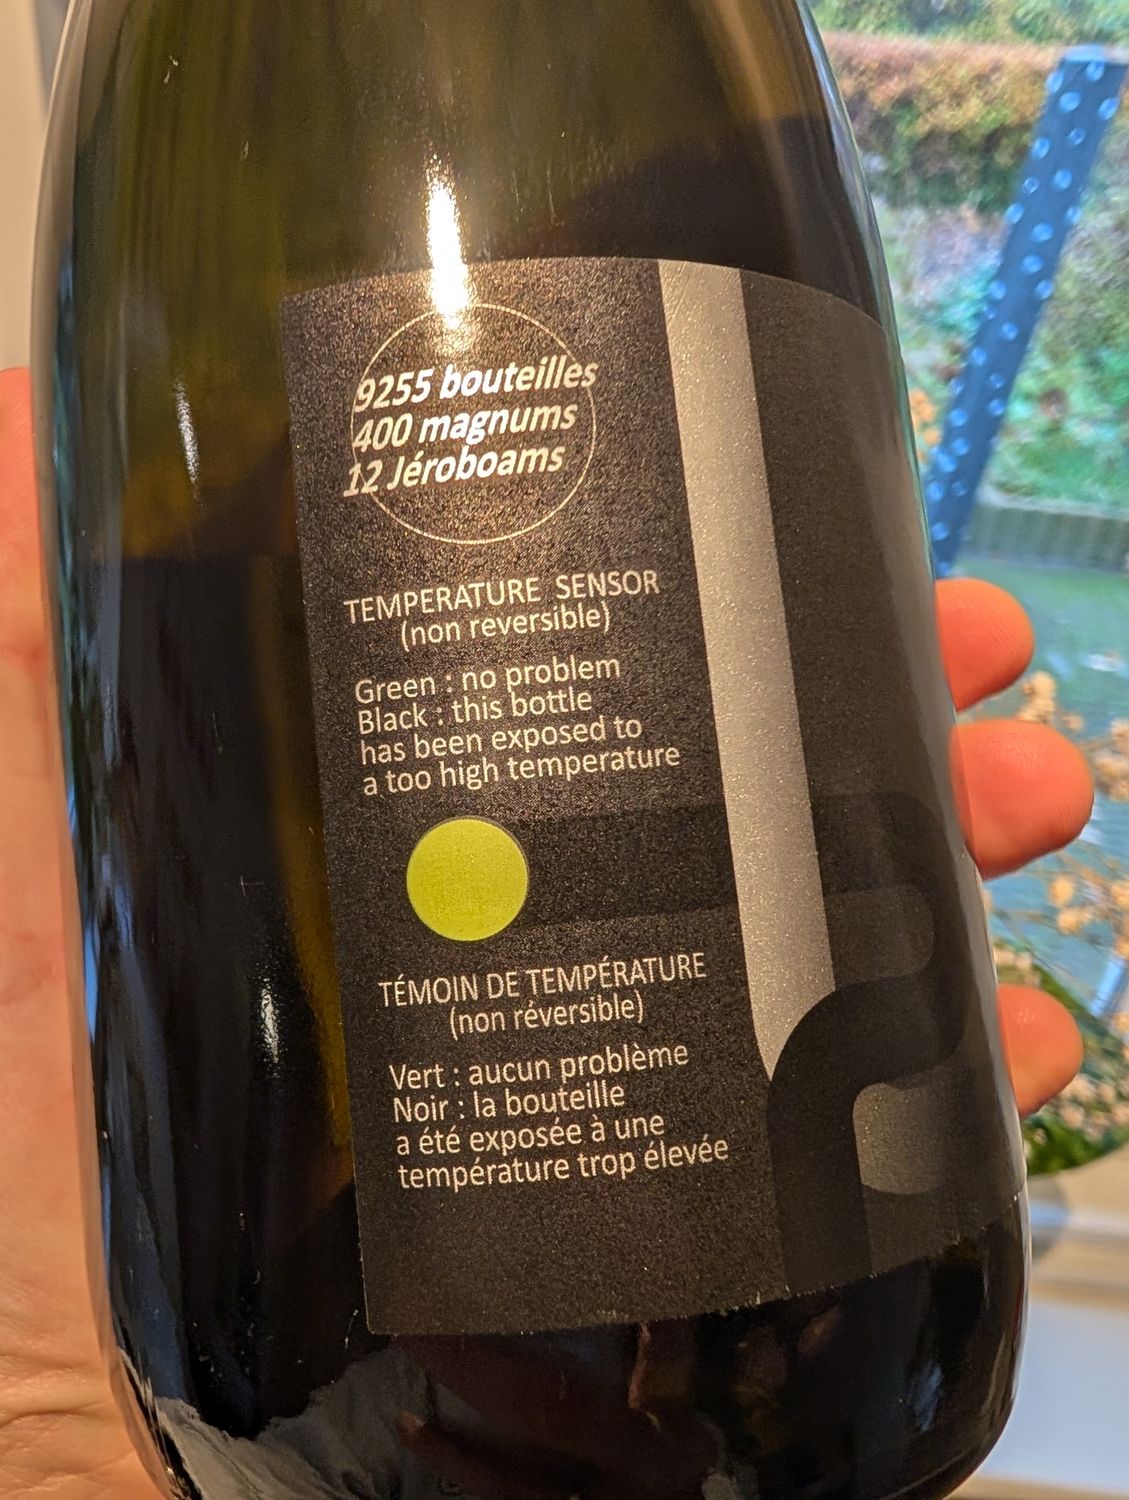 9255 bouteilles
400 magnums
12 Jéroboams
TEMPERATURE SENSOR
(non reversible)
Green : no problem
Black : this bottle
has been exposed to
a too high temperature
TÉMOIN DE TEMPÉRATURE
(non réversible)
Vert : aucun problème
Noir : la bouteille
a été exposée à une
température trop élevée